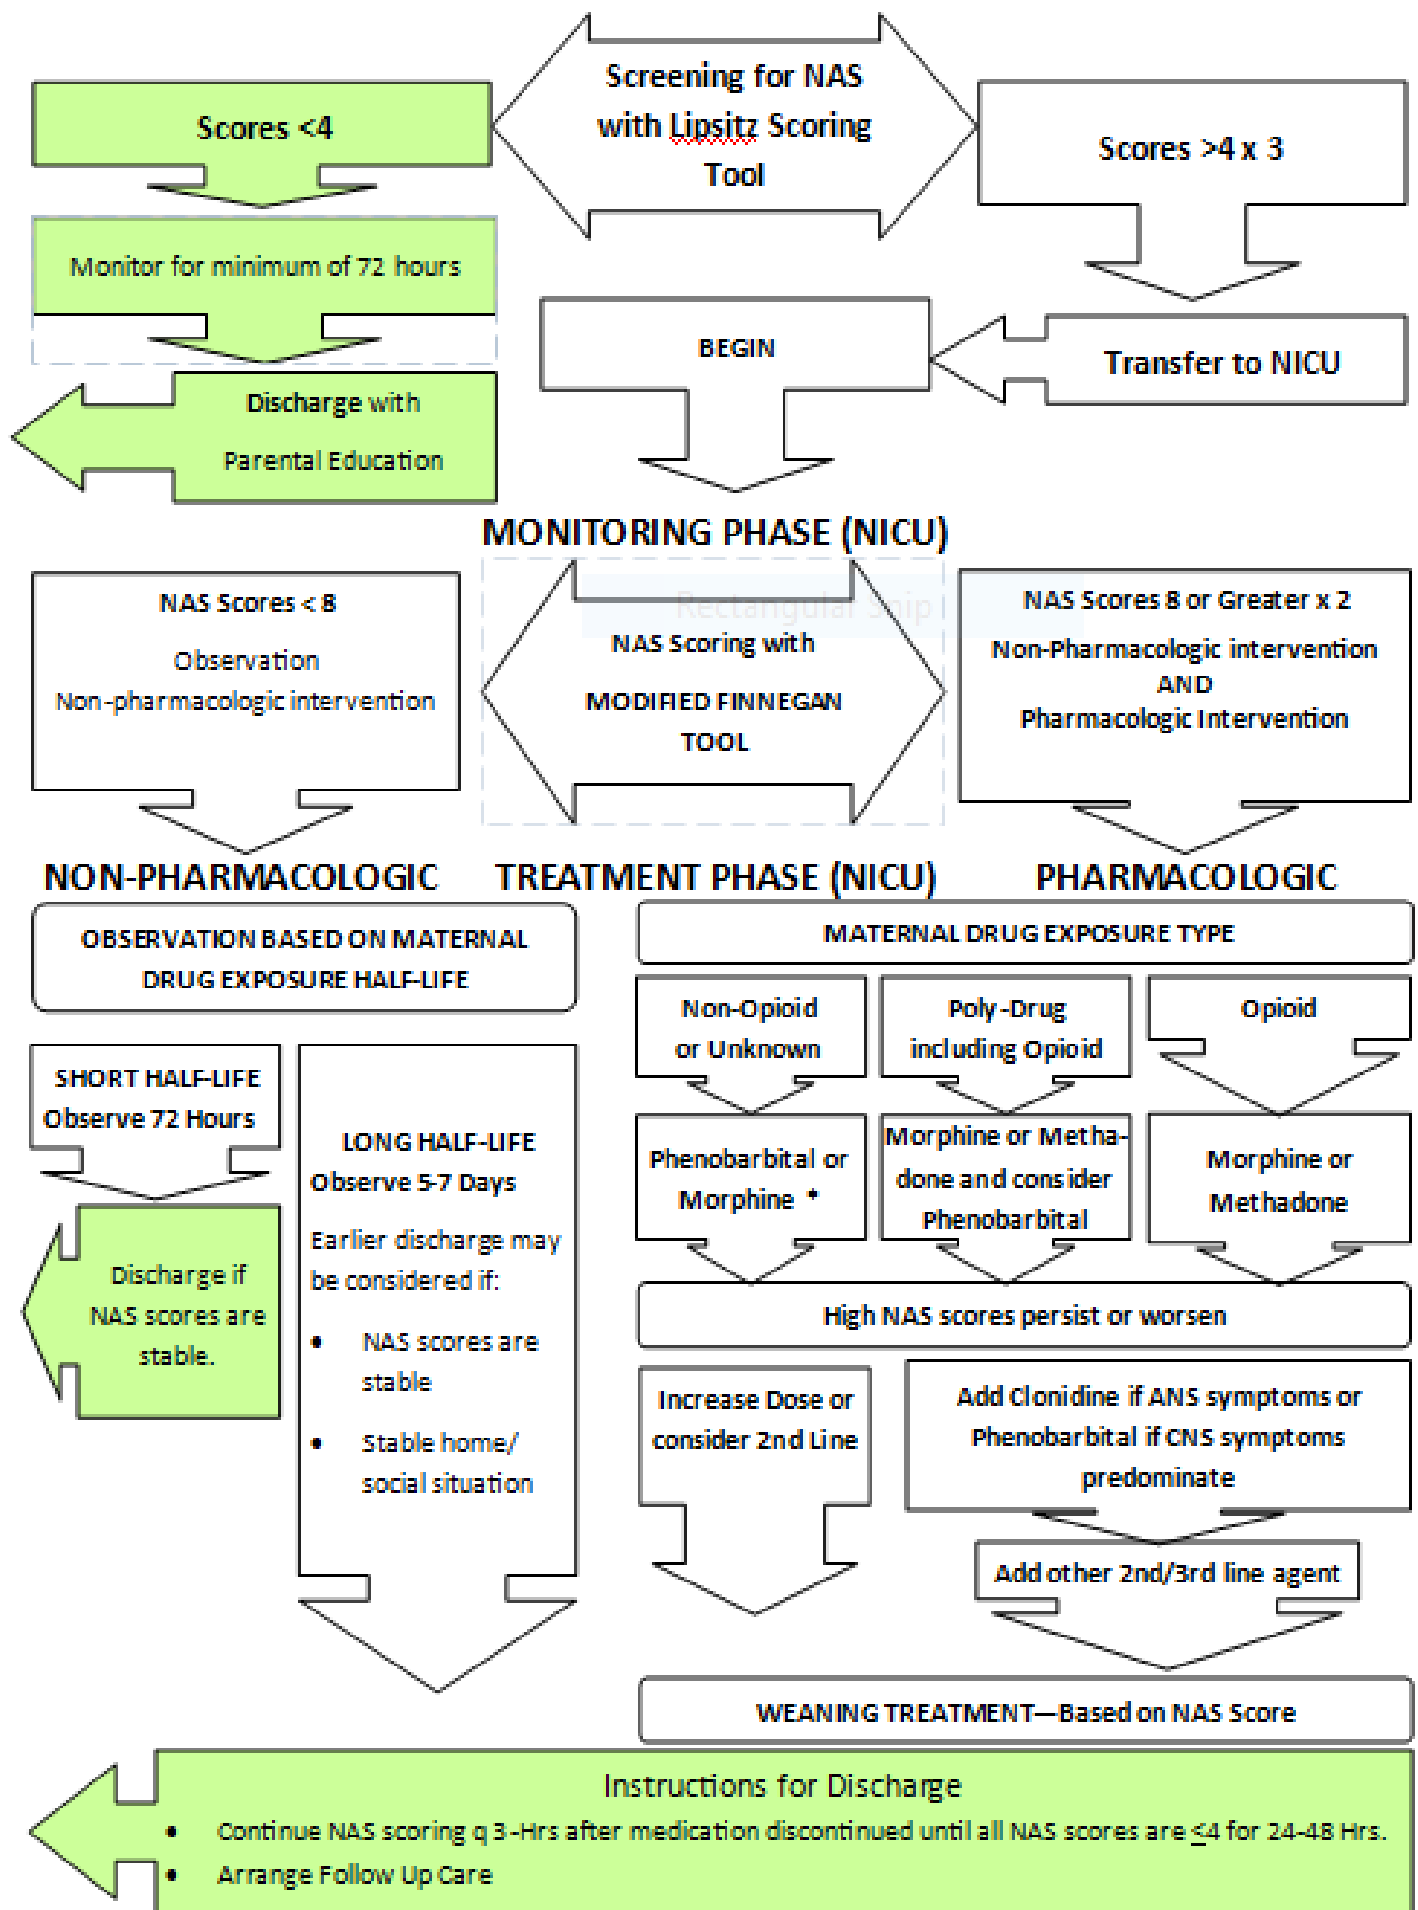 Screening for NAS
with Lipsitz Scoring
Tool
Scores <4
Scores >4 x 3
Monitor for minimum of 72 hours
BEGIN
Transfer to NICU
Discharge with
Parental Education
MONITORING PHASE (NICU)
NAS Scores < 8
Observation
Non-pharmacologic intervention
Rectangular Snip
NAS Scoring with
MODIFIED FINNEGAN
TOOL
NAS Scores 8 or Greater x 2
Non-Pharmacologic intervention
AND
Pharmacologic Intervention
NON-PHARMACOLOGIC
TREATMENT PHASE (NICU)
PHARMACOLOGIC
OBSERVATION BASED ON MATERNAL
DRUG EXPOSURE HALF-LIFE
MATERNAL DRUG EXPOSURE TYPE
Non-Opioid
or Unknown
Poly-Drug
including Opioid
Opioid
SHORT HALF-LIFE
Observe 72 Hours
LONG HALF-LIFE
Observe 5-7 Days
Earlier discharge may
be considered if:
• NAS scores are
stable
• Stable home/
social situation
Phenobarbital or
Morphine *
Morphine or Metha-
done and consider
Phenobarbital
Morphine or
Methadone
Discharge if
NAS scores are
stable.
High NAS scores persist or worsen
Increase Dose or
consider 2nd Line
Add Clonidine if ANS symptoms or
Phenobarbital if CNS symptoms
predominate
Add other 2nd/3rd line agent
WEANING TREATMENT—Based on NAS Score
Instructions for Discharge
• Continue NAS scoring q 3-Hrs after medication discontinued until all NAS scores are ≤4 for 24-48 Hrs.
• Arrange Follow Up Care